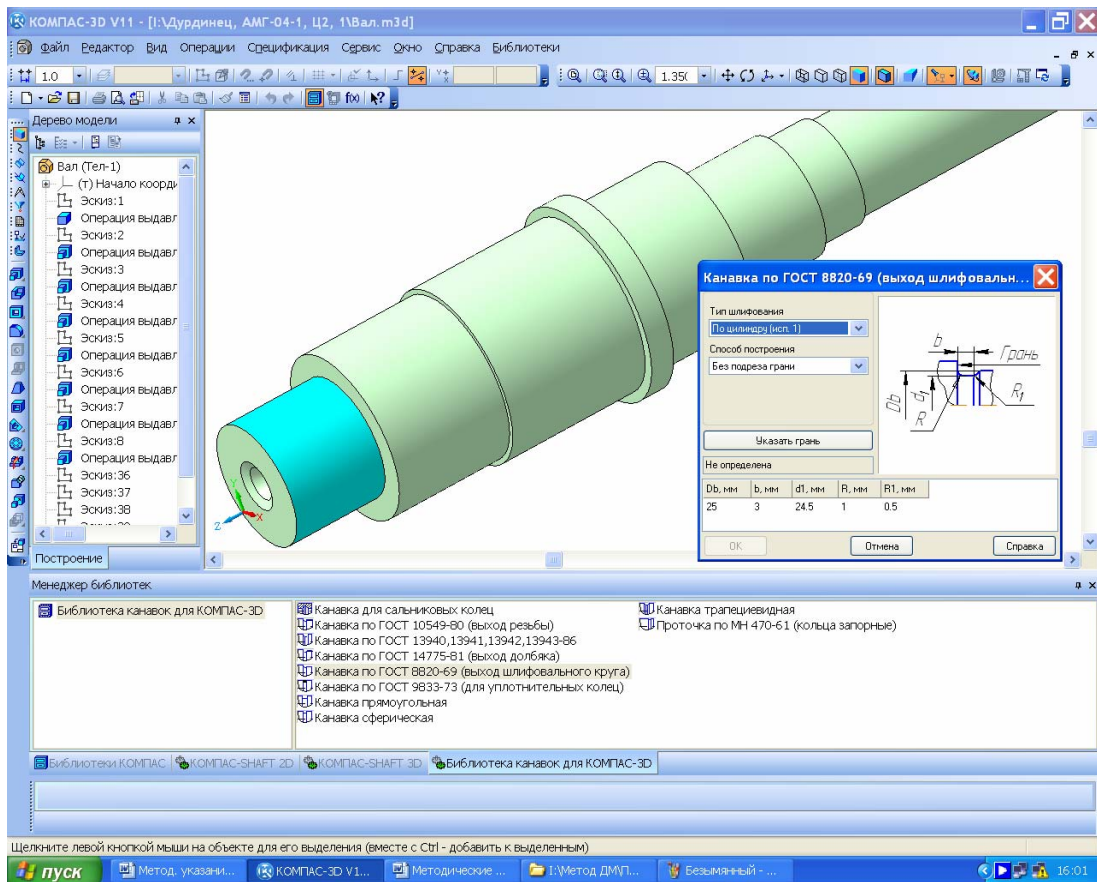 КОМПАС-3D V11 - [I:\Дурдинец, АМГ-04-1, Ц2, 1\Вал.m3d]
Файл Редактор Вид Операции Спецификация Сервис Окно Справка Библиотеки
1.0 1.35(
f(x)
Дерево модели
Вал (Тел-1)
(т) Начало коорди
Эскиз:1
Операция выдавл
Эскиз:2
Операция выдавл
Эскиз:3
Операция выдавл
Эскиз:4
Операция выдавл
Эскиз:5
Операция выдавл
Эскиз:6
Операция выдавл
Эскиз:7
Операция выдавл
Эскиз:8
Операция выдавл
Эскиз:36
Эскиз:37
Эскиз:38
Построение
Y
Z X
Канавка по ГОСТ 8820-69 (выход шлифовальн...
Тип шлифования
По цилиндру (исп. 1)
Способ построения
Без подреза грани
Указать грань
Не определена
b
Грань
Db
d1
R
R1
Db, мм b, мм d1, мм R, мм R1, мм
25 3 24.5 1 0.5
OK Отмена Справка
Менеджер библиотек
Библиотека канавок для КОМПАС-3D
Канавка для сальниковых колец
Канавка по ГОСТ 10549-80 (выход резьбы)
Канавка по ГОСТ 13940,13941,13942,13943-86
Канавка по ГОСТ 14775-81 (выход долбяка)
Канавка по ГОСТ 8820-69 (выход шлифовального круга)
Канавка по ГОСТ 9833-73 (для уплотнительных колец)
Канавка прямоугольная
Канавка сферическая
Канавка трапециевидная
Проточка по МН 470-61 (кольца запорные)
Библиотеки КОМПАС КОМПАС-SHAFT 2D КОМПАС-SHAFT 3D Библиотека канавок для КОМПАС-3D
Щелкните левой кнопкой мыши на объекте для его выделения (вместе с Ctrl - добавить к выделенным)
пуск Метод. указани... КОМПАС-3D V1... Методические ... I:\Метод ДМ\П... Безымянный - ... 16:01